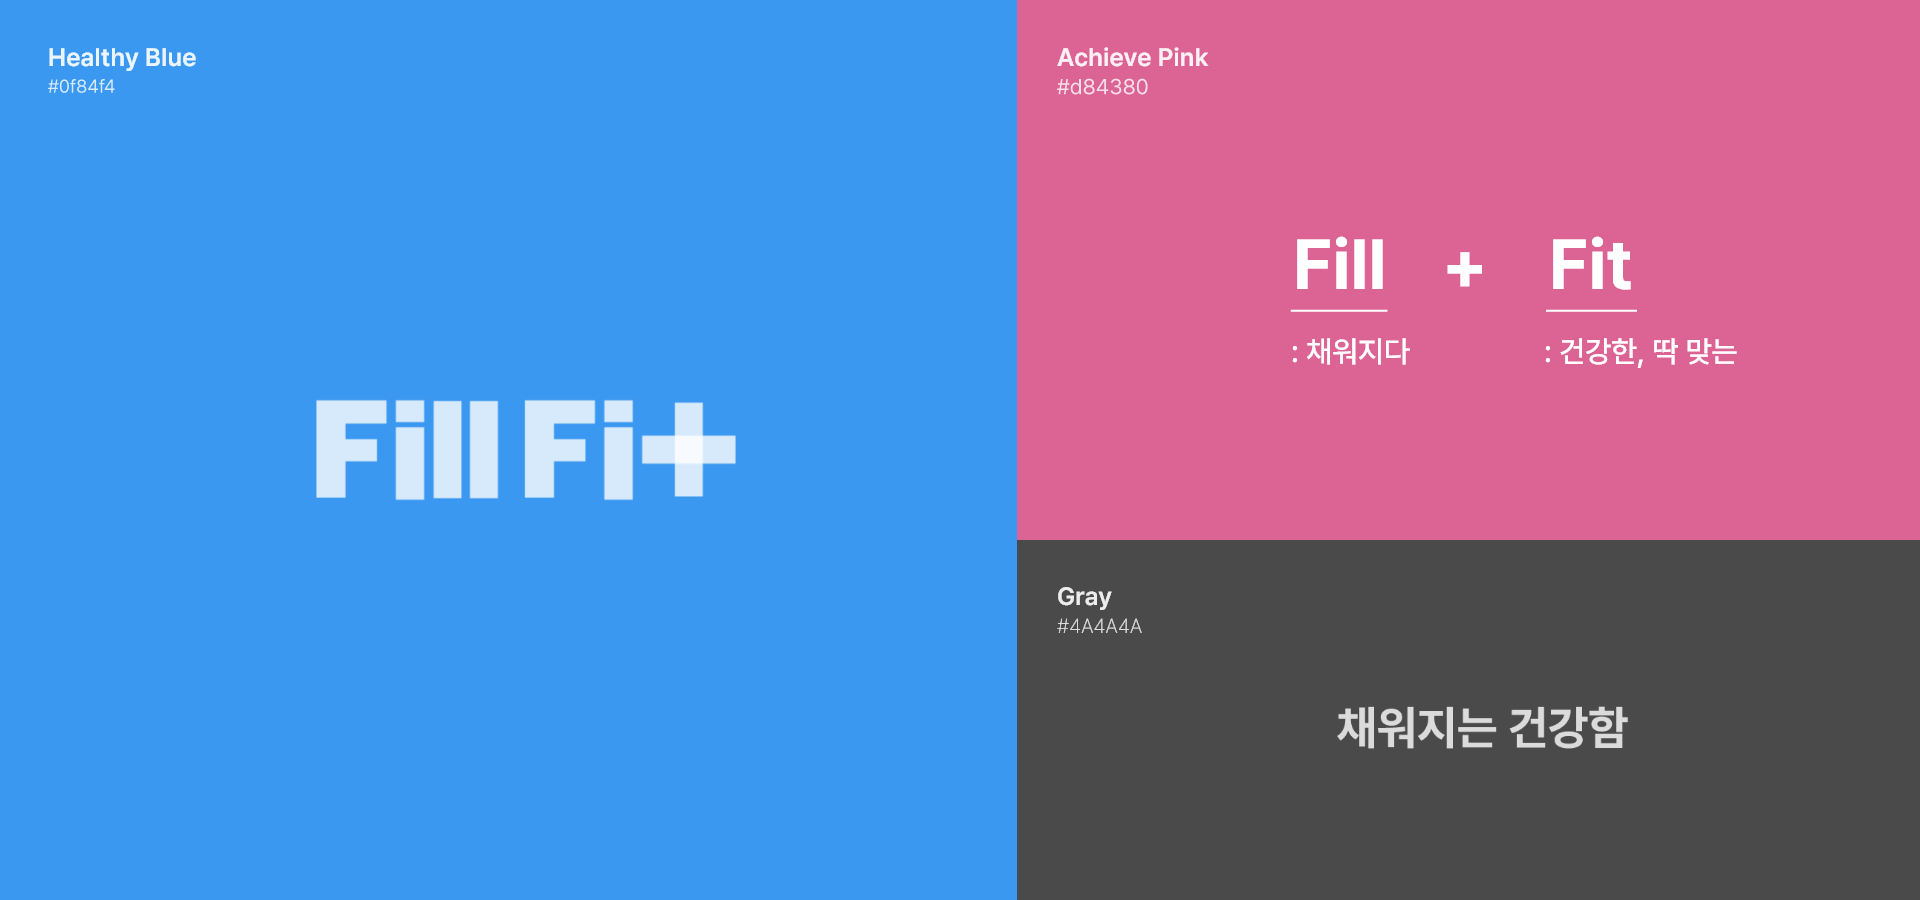 Healthy Blue
#0f84f4
Fill Fit
Achieve Pink
#d84380
Fill + Fit
: 채워지다 : 건강한, 딱 맞는
Gray
#4A4A4A
채워지는 건강함